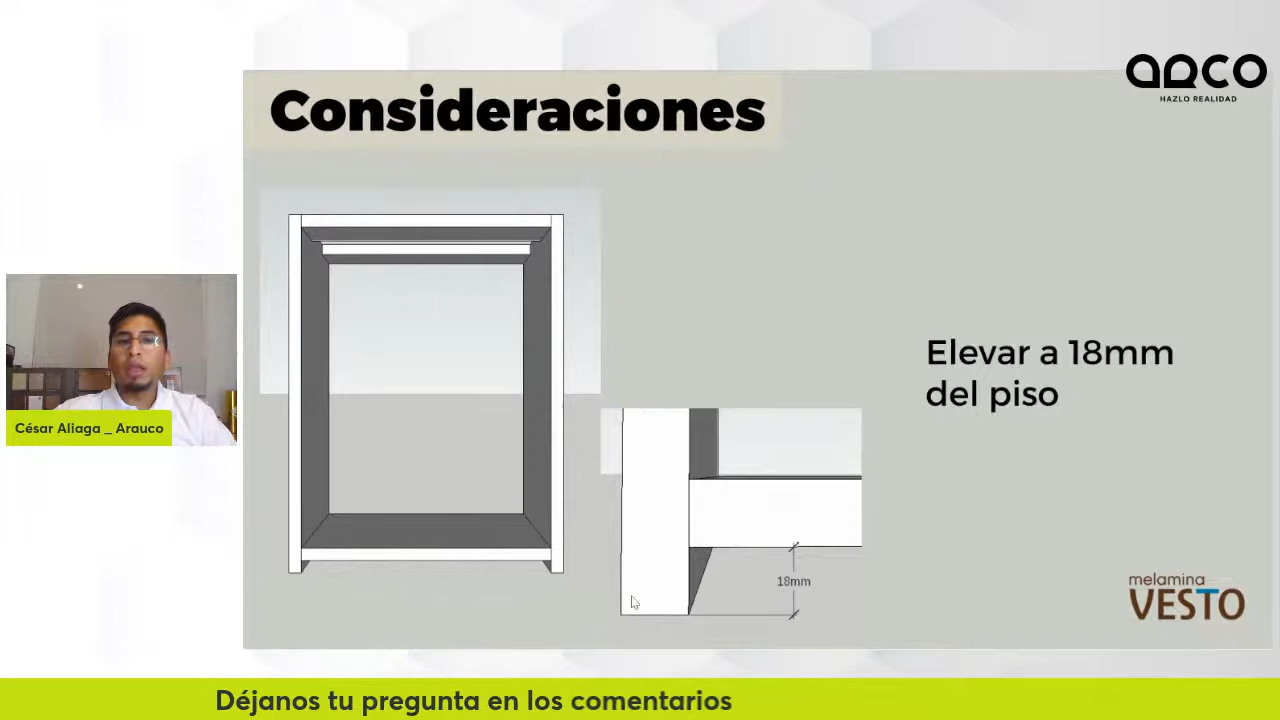 ARCO
HAZLO REALIDAD
Consideraciones
Elevar a 18mm
del piso
César Aliaga _ Arauco
18mm
melamina
VESTO
Déjanos tu pregunta en los comentarios